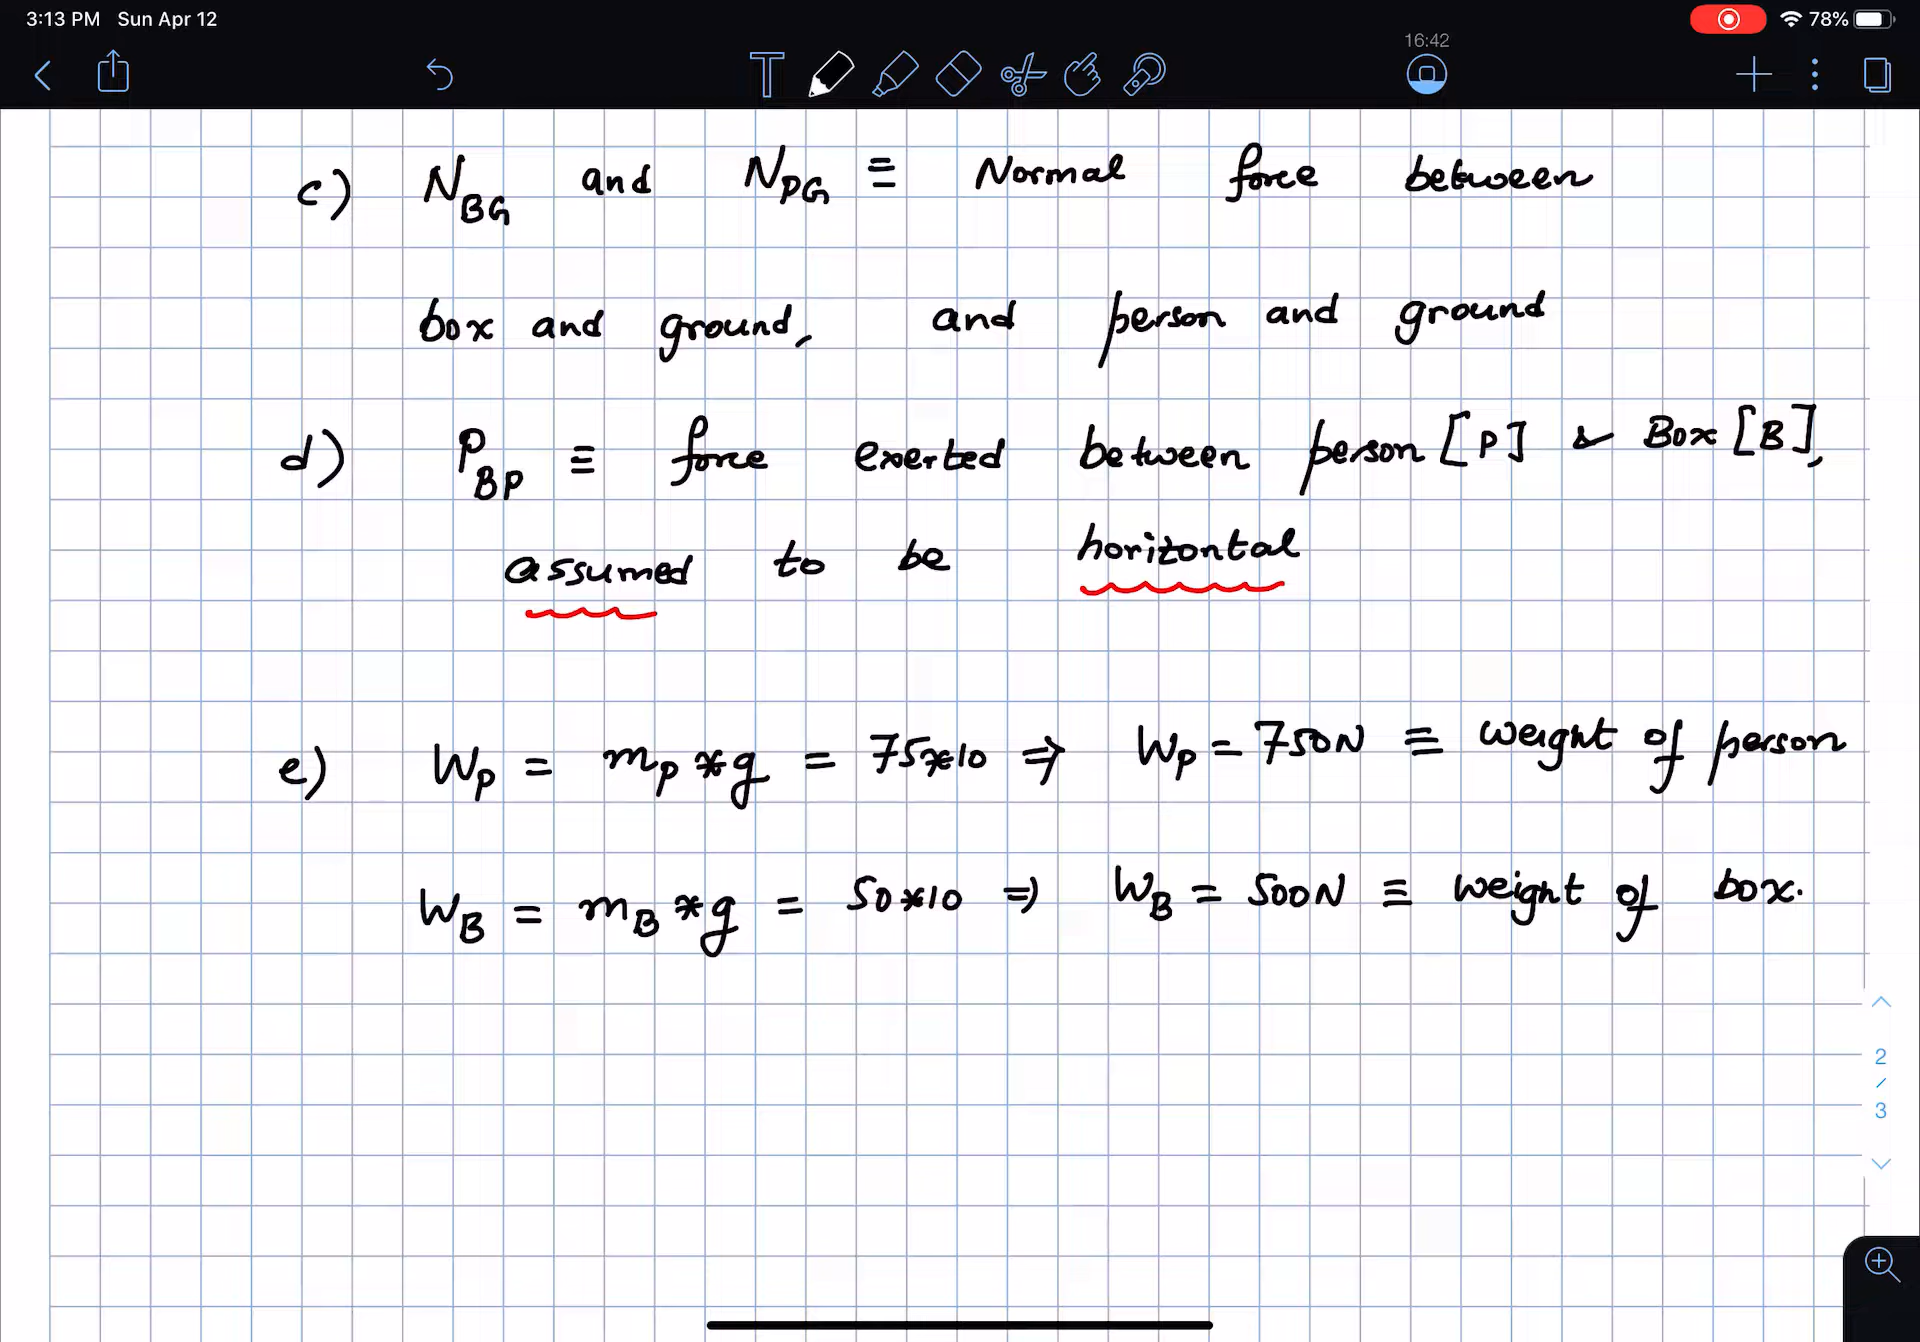 3:13 PM Sun Apr 12
78%
16:42
c) N_BG and N_PG ≡ Normal force between
box and ground, and person and ground
d) P_BP ≡ force exerted between person [P] & Box [B],
assumed to be horizontal
e) W_P = m_P * g = 75*10 ⇒ W_P = 750N ≡ weight of person
W_B = m_B * g = 50*10 ⇒ W_B = 500N ≡ weight of box.
2
/
3